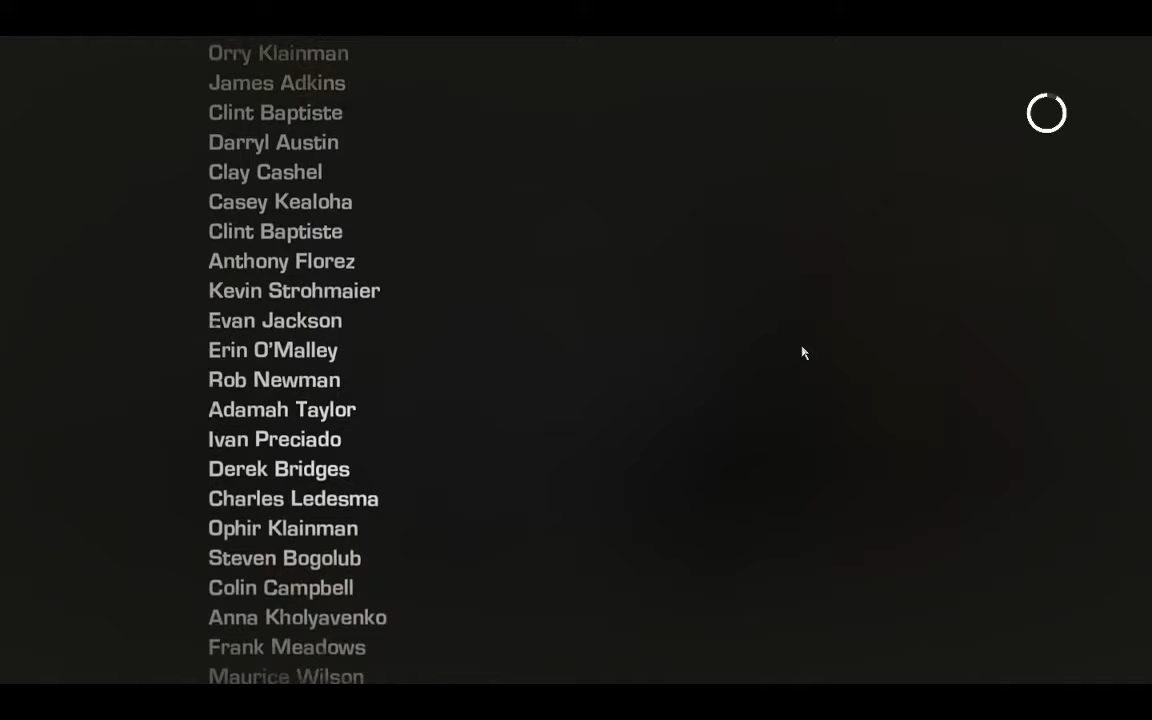 Orry Klainman
James Adkins
Clint Baptiste
Darryl Austin
Clay Cashel
Casey Kealoha
Clint Baptiste
Anthony Florez
Kevin Strohmaier
Evan Jackson
Erin O'Malley
Rob Newman
Adamah Taylor
Ivan Preciado
Derek Bridges
Charles Ledesma
Ophir Klainman
Steven Bogolub
Colin Campbell
Anna Kholyavenko
Frank Meadows
Maurice Wilson